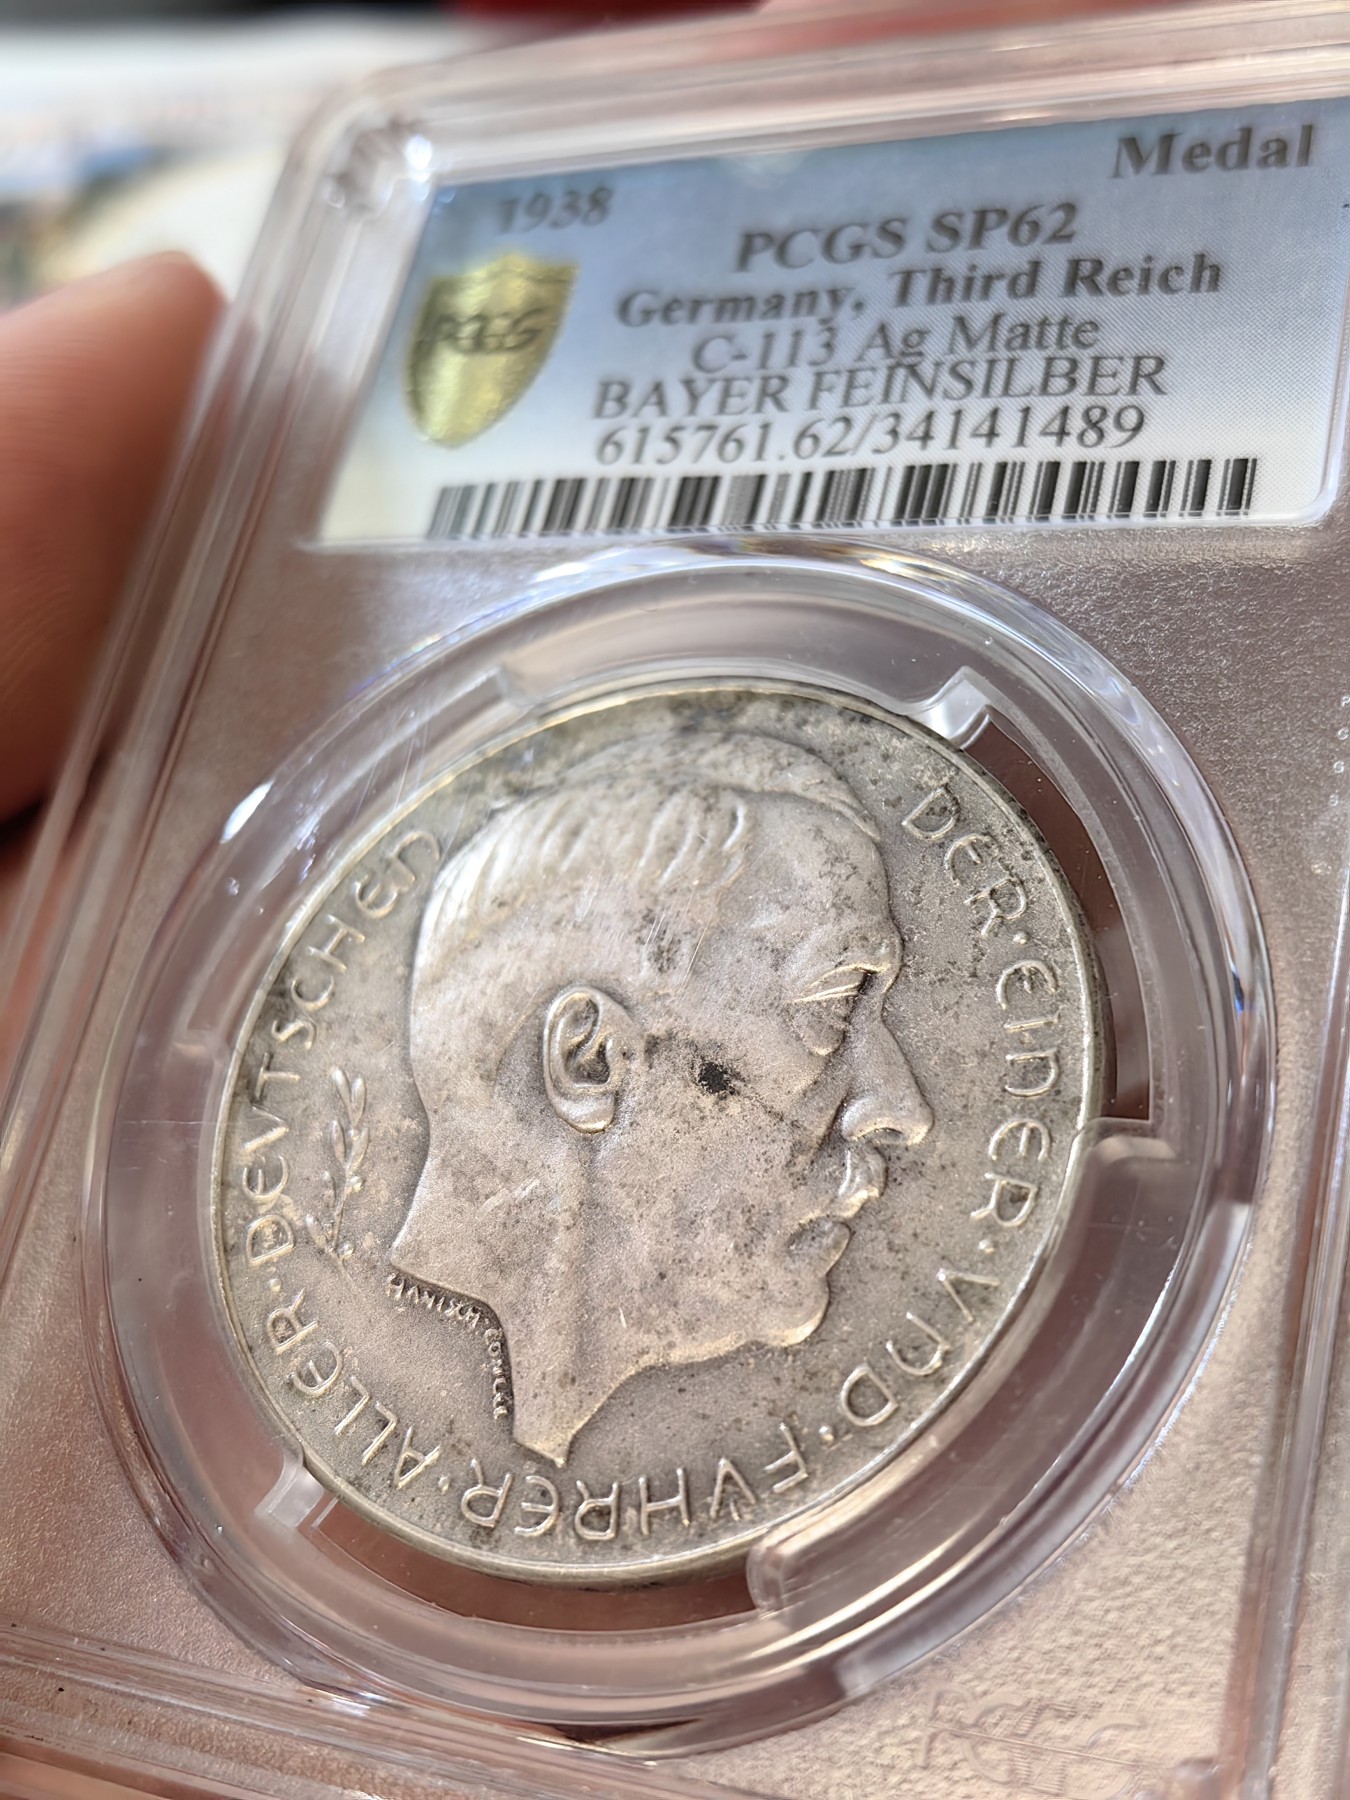 1938
Medal
PCGS
PCGS SP62
Germany, Third Reich
C-113 Ag Matte
BAYER FEINSILBER
615761.62/34141489
DER·EINER·VND·FVHRER·ALLER·DEVTSCHEN